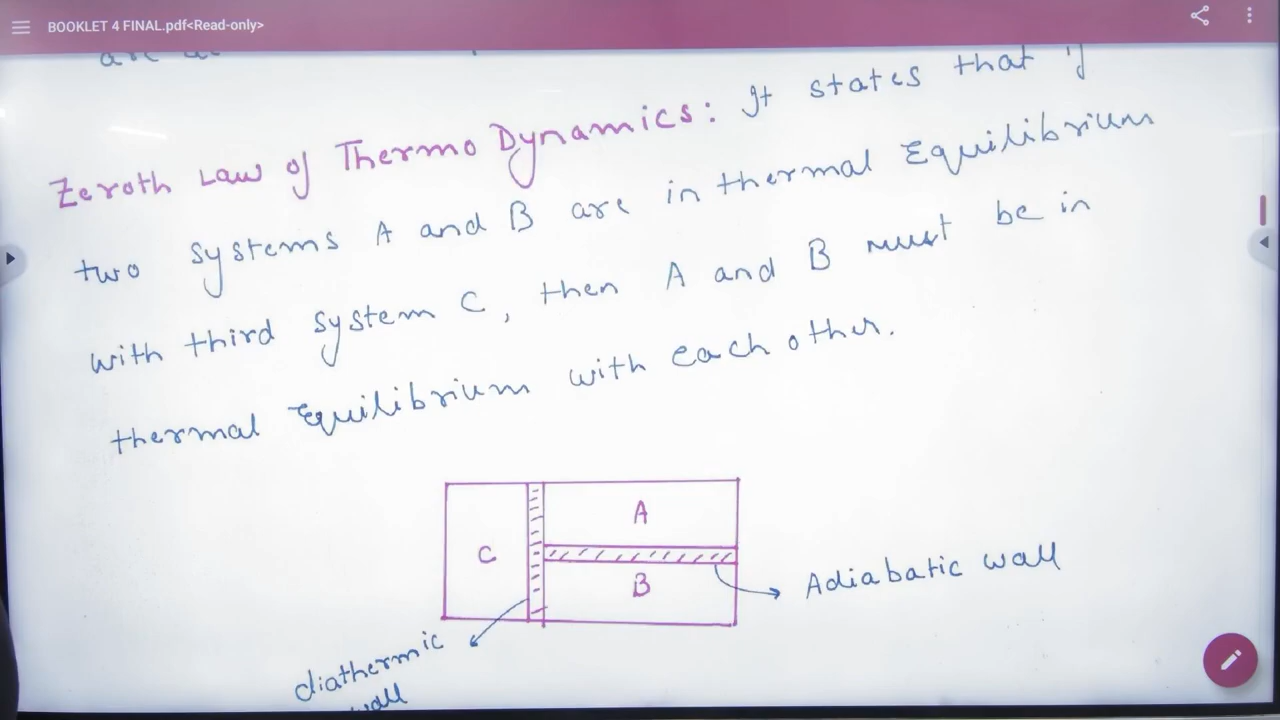 BOOKLET 4 FINAL.pdf<Read-only>
Zeroth Law of Thermo Dynamics: It states that if
two systems A and B are in thermal Equilibrium
with third system C, then A and B must be in
thermal Equilibrium with each other.
A
C
B
Adiabatic wall
diathermic
wall